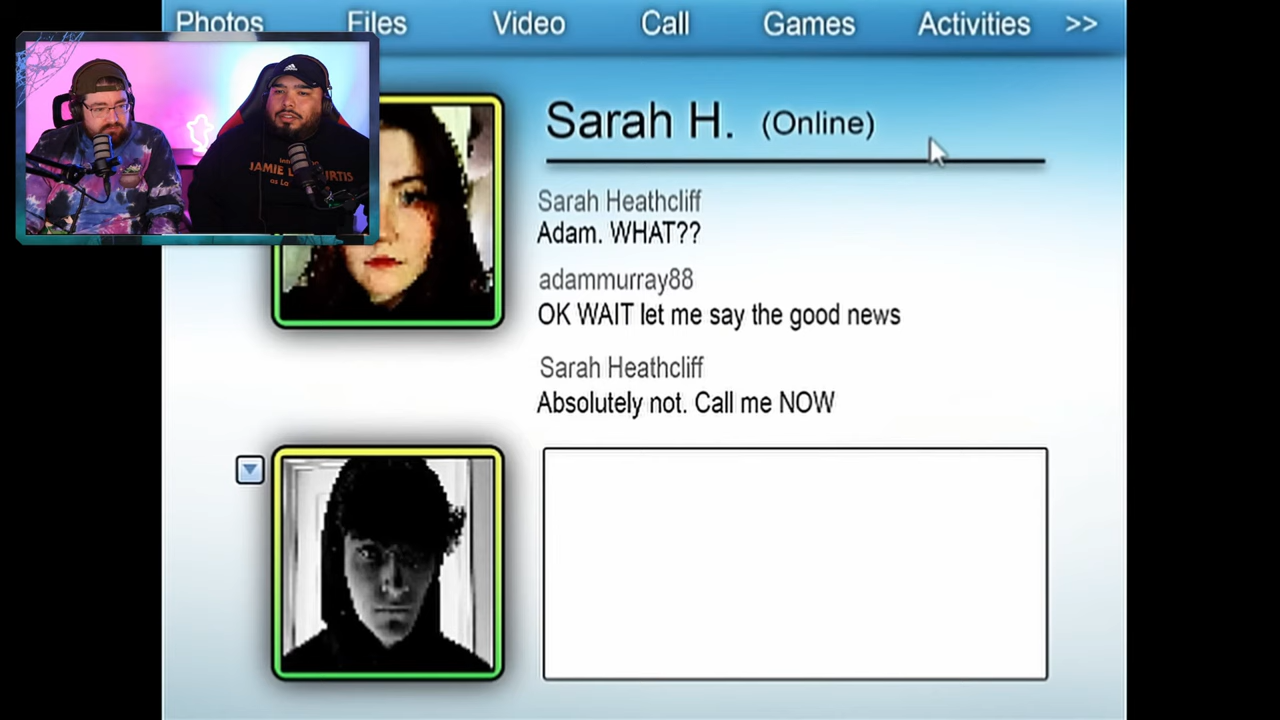 Photos Files Video Call Games Activities >>
Sarah H. (Online)
Sarah Heathcliff
Adam. WHAT??
adammurray88
OK WAIT let me say the good news
Sarah Heathcliff
Absolutely not. Call me NOW